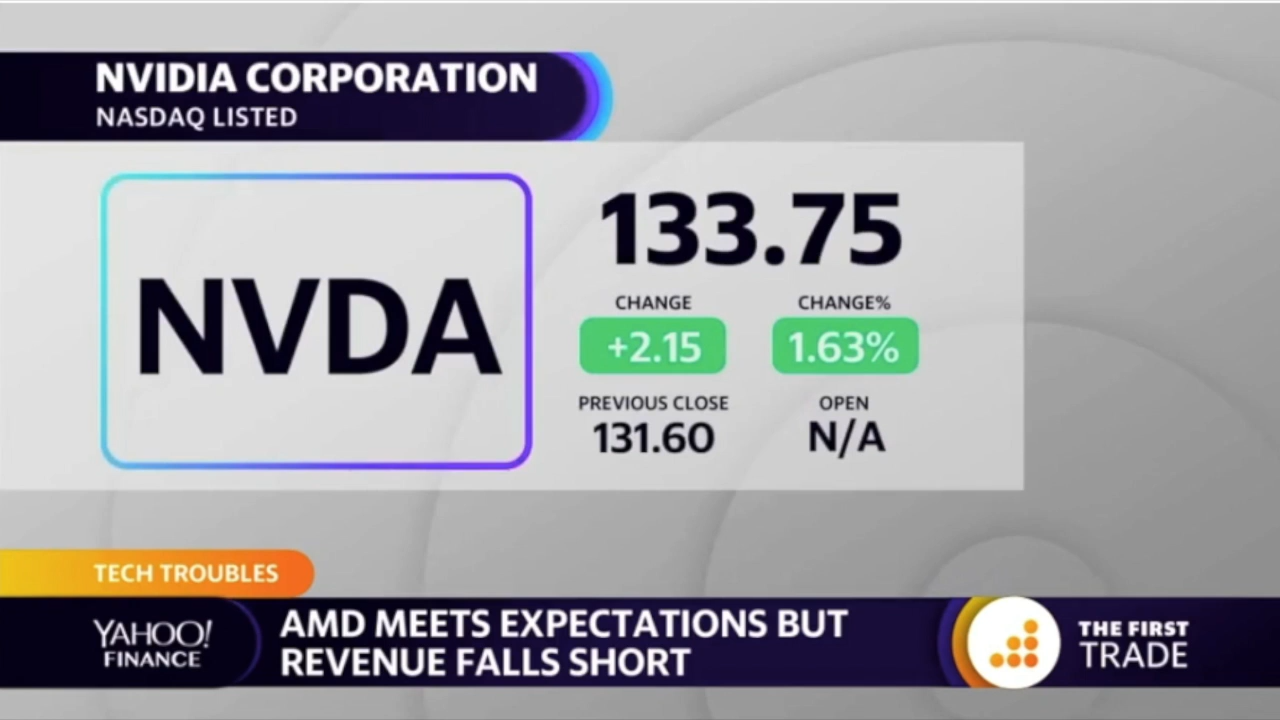 NVIDIA CORPORATION
NASDAQ LISTED
NVDA
133.75
CHANGE
+2.15
CHANGE%
1.63%
PREVIOUS CLOSE
131.60
OPEN
N/A
TECH TROUBLES
YAHOO!
FINANCE
AMD MEETS EXPECTATIONS BUT
REVENUE FALLS SHORT
THE FIRST
TRADE